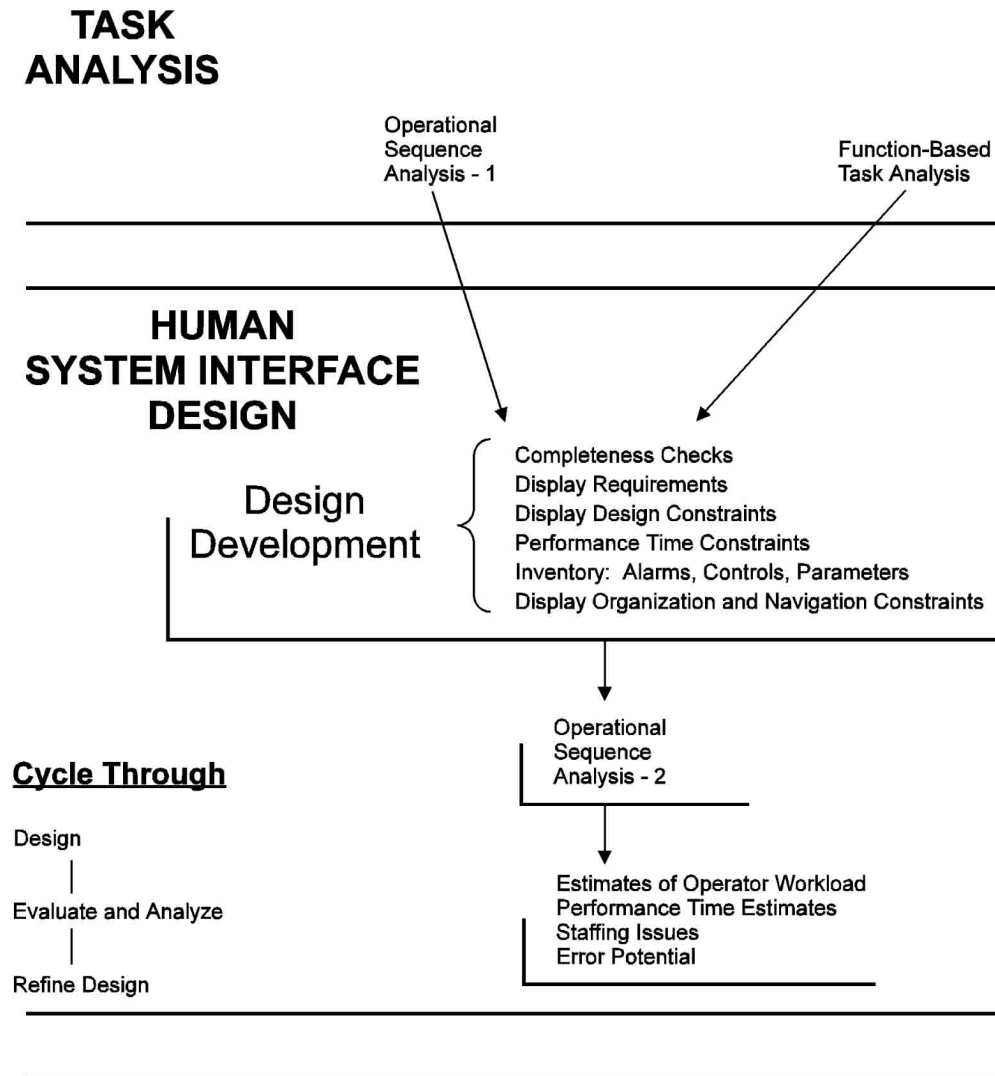 TASK
ANALYSIS
Operational
Sequence
Analysis - 1
Function-Based
Task Analysis
HUMAN
SYSTEM INTERFACE
DESIGN
Design
Development
Completeness Checks
Display Requirements
Display Design Constraints
Performance Time Constraints
Inventory: Alarms, Controls, Parameters
Display Organization and Navigation Constraints
Operational
Sequence
Analysis - 2
Cycle Through
Design
Evaluate and Analyze
Refine Design
Estimates of Operator Workload
Performance Time Estimates
Staffing Issues
Error Potential